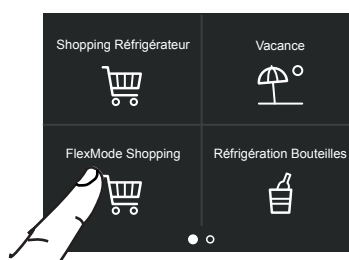 Shopping Réfrigérateur
Vacance
FlexMode Shopping
Réfrigération Bouteilles